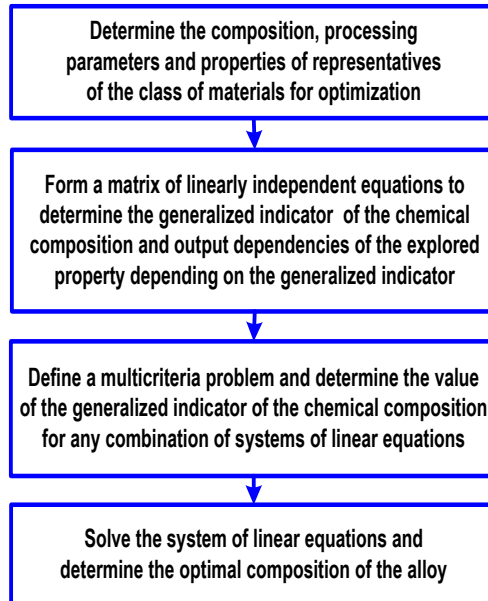 Determine the composition, processing
parameters and properties of representatives
of the class of materials for optimization
Form a matrix of linearly independent equations to
determine the generalized indicator of the chemical
composition and output dependencies of the explored
property depending on the generalized indicator
Define a multicriteria problem and determine the value
of the generalized indicator of the chemical composition
for any combination of systems of linear equations
Solve the system of linear equations and
determine the optimal composition of the alloy